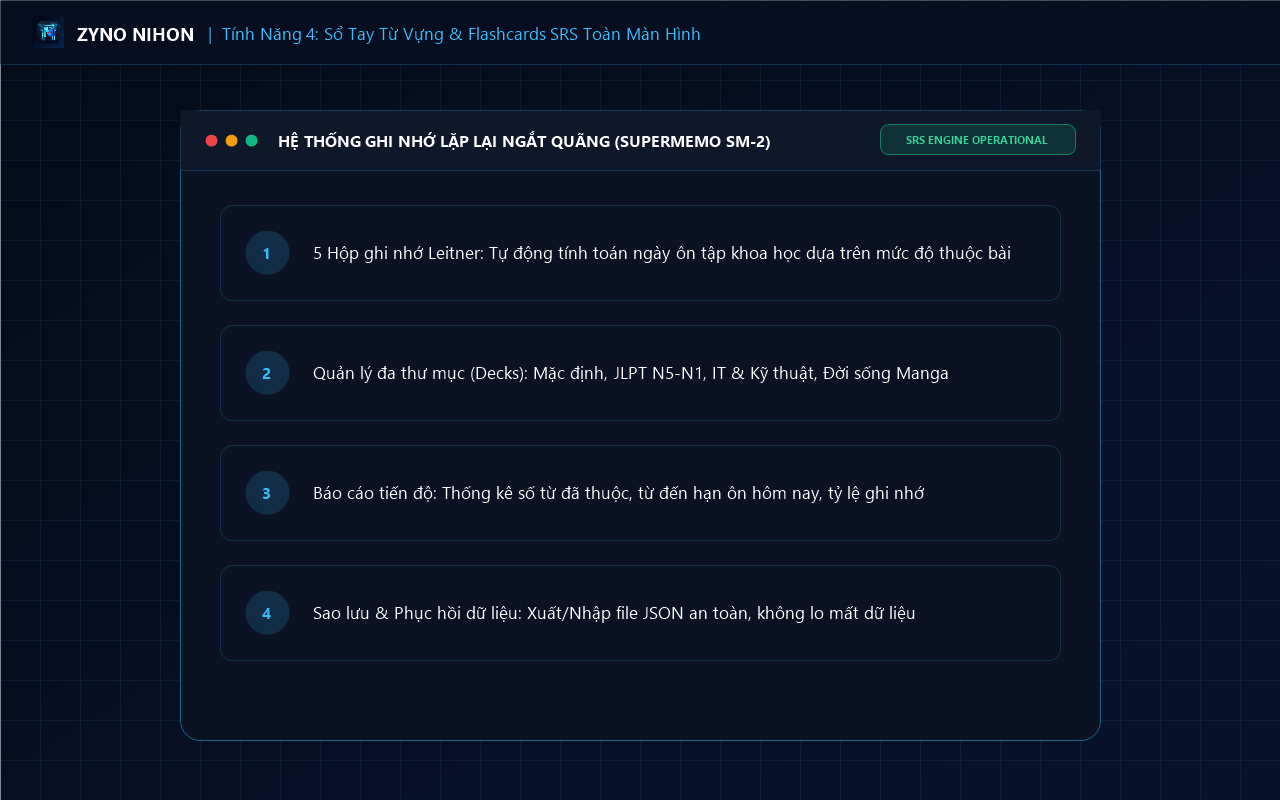 ZYNO NIHON | Tính Năng 4: Sổ Tay Từ Vựng & Flashcards SRS Toàn Màn Hình
HỆ THỐNG GHI NHỚ LẶP LẠI NGẮT QUÃNG (SUPERMEMO SM-2)
SRS ENGINE OPERATIONAL
1
5 Hộp ghi nhớ Leitner: Tự động tính toán ngày ôn tập khoa học dựa trên mức độ thuộc bài
2
Quản lý đa thư mục (Decks): Mặc định, JLPT N5-N1, IT & Kỹ thuật, Đời sống Manga
3
Báo cáo tiến độ: Thống kê số từ đã thuộc, từ đến hạn ôn hôm nay, tỷ lệ ghi nhớ
4
Sao lưu & Phục hồi dữ liệu: Xuất/Nhập file JSON an toàn, không lo mất dữ liệu